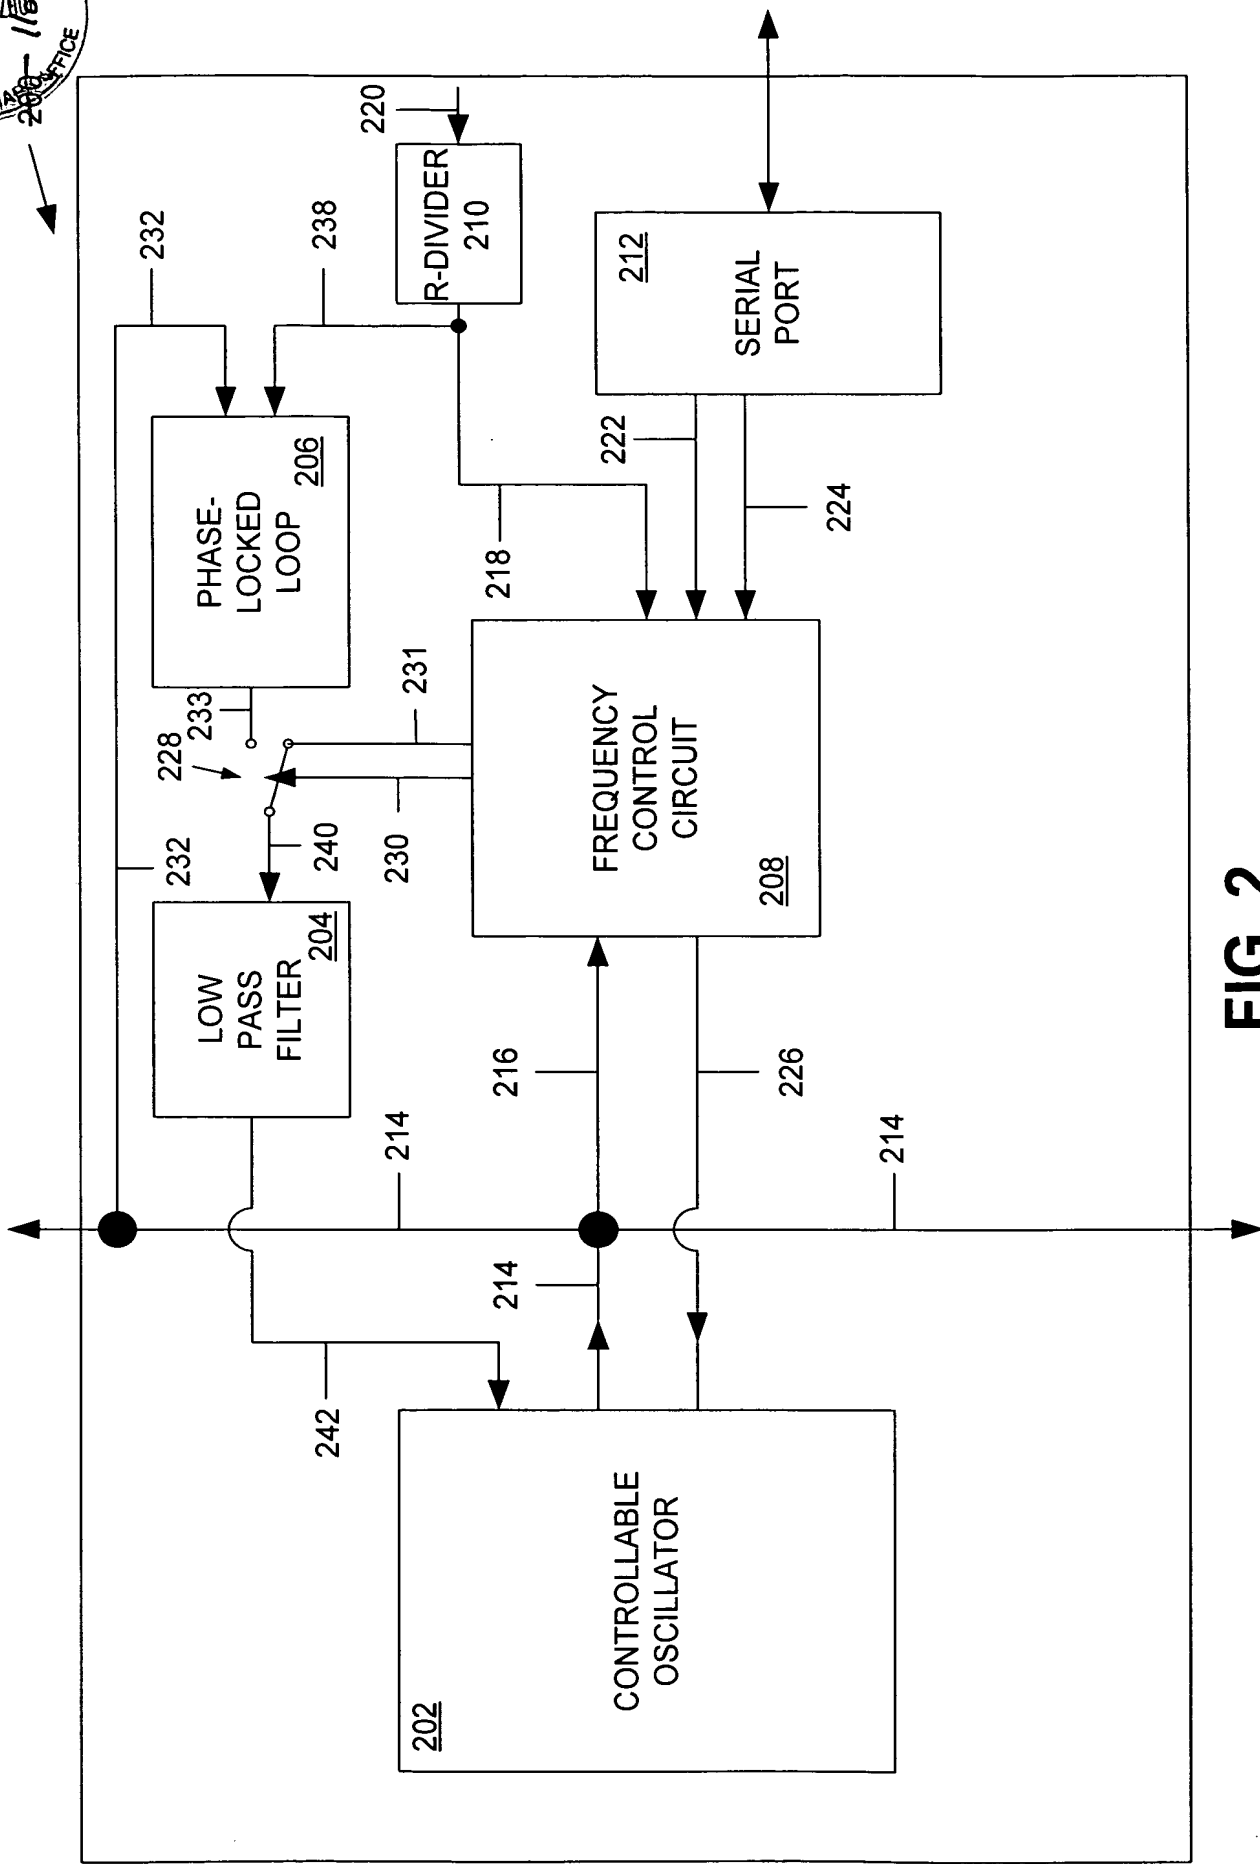 232
238
220
R-DIVIDER
210
212
SERIAL
PORT
PHASE-
LOCKED
LOOP
206
222
224
218
233
228
231
230
240
232
FREQUENCY
CONTROL
CIRCUIT
208
LOW
PASS
FILTER
204
216
226
214
214
214
242
202
CONTROLLABLE
OSCILLATOR
FIG. 2